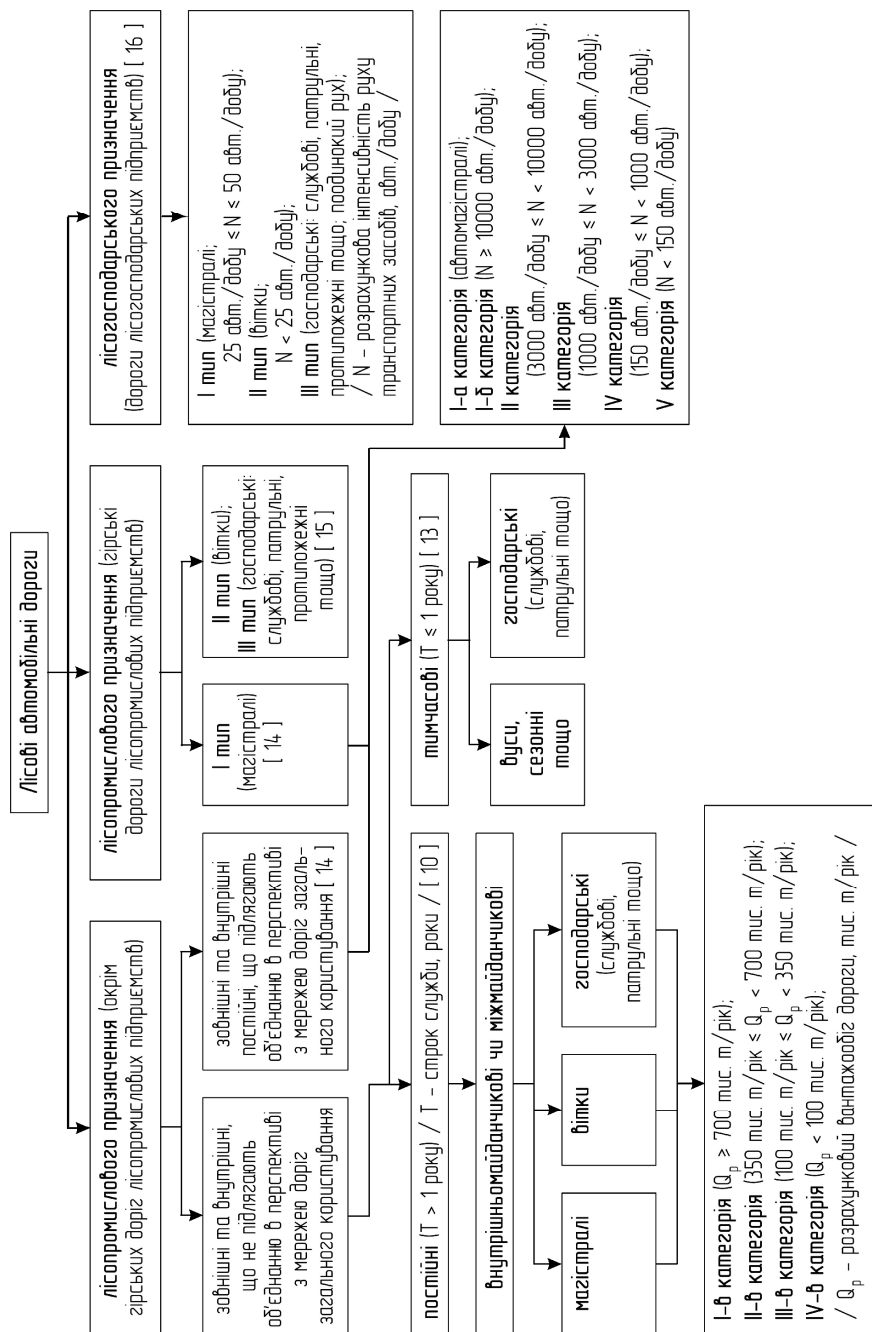 Лісові автомобільні дороги
лісопромислового призначення (окрім
гірських доріг лісопромислових підприємств)
лісопромислового призначення (гірські
дороги лісопромислових підприємств)
лісогосподарського призначення
(дороги лісогосподарських підприємств) [ 16 ]
зовнішні та внутрішні,
що не підлягають
об'єднанню в перспективі
з мережею доріг
загального користування
зовнішні та внутрішні
постійні, що підлягають
об'єднанню в перспективі
з мережею доріг загаль-
ного користування [ 14 ]
I тип
(магістралі)
[ 14 ]
II тип (вітки);
III тип (господарські:
службові, патрульні,
протипожежні
тощо) [ 15 ]
I тип (магістралі;
25 авт./добу ≤ N ≤ 50 авт./добу);
II тип (вітки;
N < 25 авт./добу);
III тип (господарські: службові, патрульні,
протипожежні тощо; поодинокий рух);
/ N – розрахункова інтенсивність руху
транспортних засобів, авт./добу /
постійні (T > 1 року) / T – строк служби, роки / [ 10 ]
тимчасові (T ≤ 1 року) [ 13 ]
I-а категорія (автомагістралі);
I-б категорія (N ≥ 10000 авт./добу);
II категорія
(3000 авт./добу ≤ N < 10000 авт./добу)
III категорія
(1000 авт./добу ≤ N < 3000 авт./добу)
IV категорія
(150 авт./добу ≤ N < 1000 авт./добу)
V категорія (N < 150 авт./добу)
внутрішньомайданчикові чи міжмайданчикові
вуси,
сезонні
тощо
господарські
(службові,
патрульні тощо)
магістралі
вітки
господарські
(службові,
патрульні тощо)
I-в категорія (Qр ≥ 700 тис. т/рік);
II-в категорія (350 тис. т/рік ≤ Qр < 700 тис. т/рік);
III-в категорія (100 тис. т/рік ≤ Qр < 350 тис. т/рік);
IV-в категорія (Qр < 100 тис. т/рік);
/ Qр – розрахунковий вантажообіг дороги, тис. т/рік /